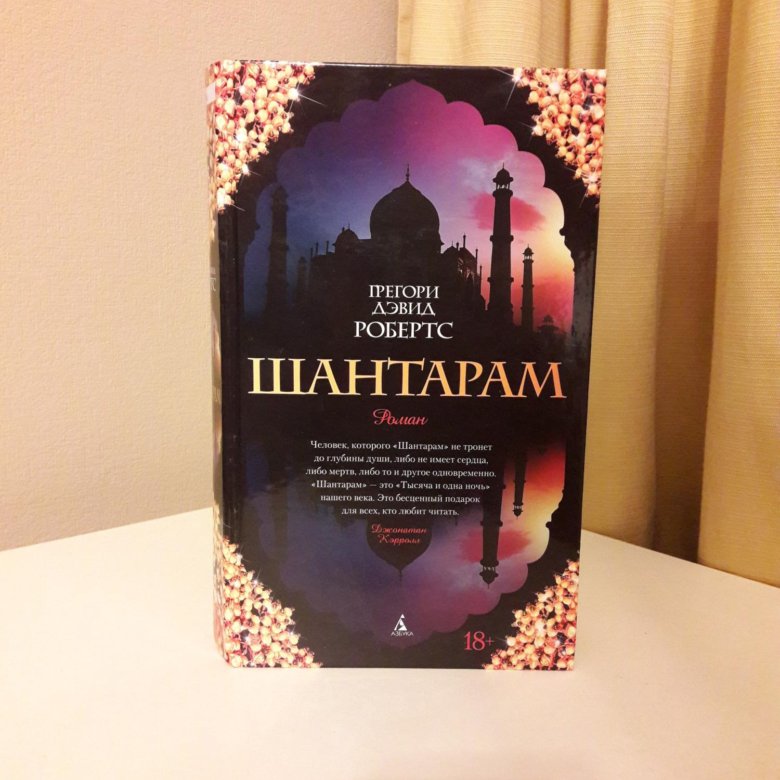 ГРЕГОРИ
ДЭВИД
РОБЕРТС
ШАНТАРАМ
Роман
Человек, которого «Шантарам» не тронет
до глубины души, либо не имеет сердца,
либо мертв, либо то и другое одновременно.
«Шантарам» — это «Тысяча и одна ночь»
нашего века. Это бесценный подарок
для всех, кто любит читать.
Джонатан
Кэрролл
АЗБУКА
18+